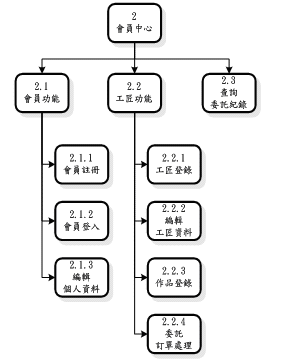 2
會員中心
2.1
會員功能
2.2
工匠功能
2.3
查詢
委託紀錄
2.1.1
會員註冊
2.1.2
會員登入
2.1.3
編輯
個人資料
2.2.1
工匠登錄
2.2.2
編輯
工匠資料
2.2.3
作品登錄
2.2.4
委託
訂單處理